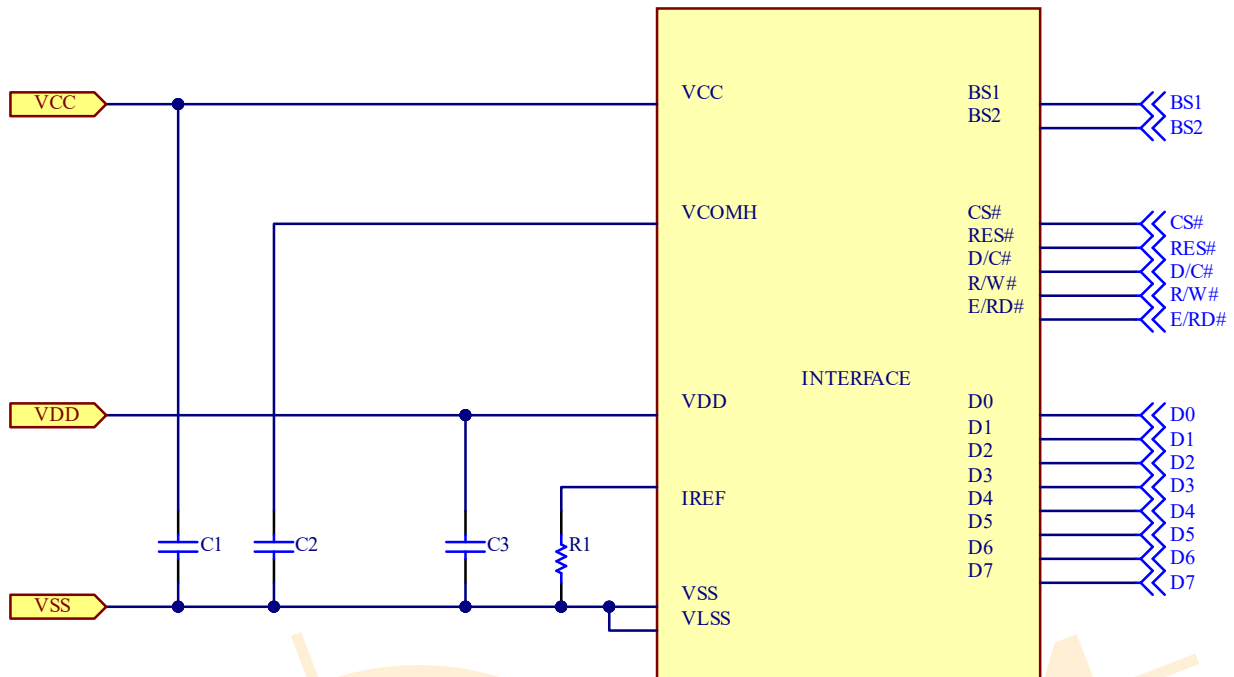 VCC
VCC
BS1
BS1
BS2
BS2
VCOMH
CS#
CS#
RES#
RES#
D/C#
D/C#
R/W#
R/W#
E/RD#
E/RD#
INTERFACE
VDD
VDD
D0
D0
D1
D1
D2
D2
D3
D3
IREF
D4
D4
D5
D5
C1
C2
C3
R1
D6
D6
D7
D7
VSS
VSS
VLSS